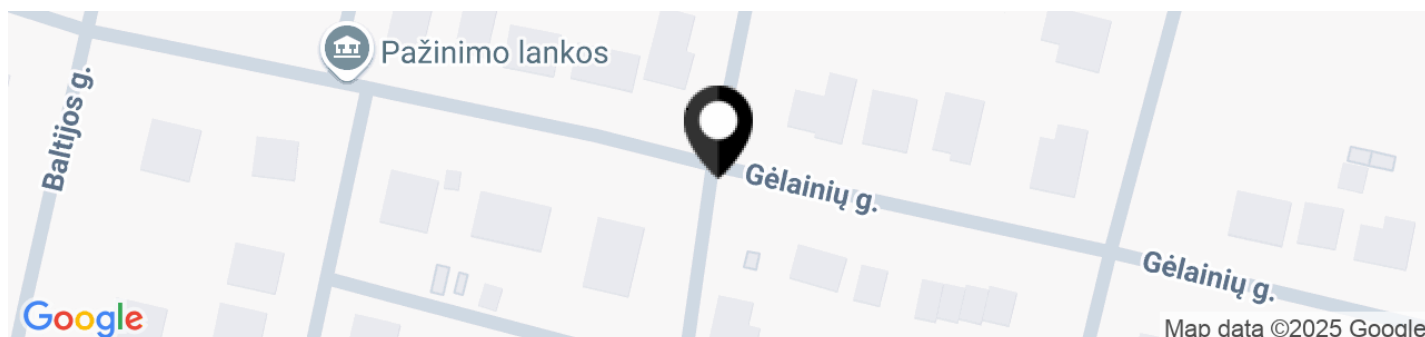 Pažinimo lankos
Baltijos g.
Gėlainių g.
Gėlainių g.
Google
Map data ©2025 Google